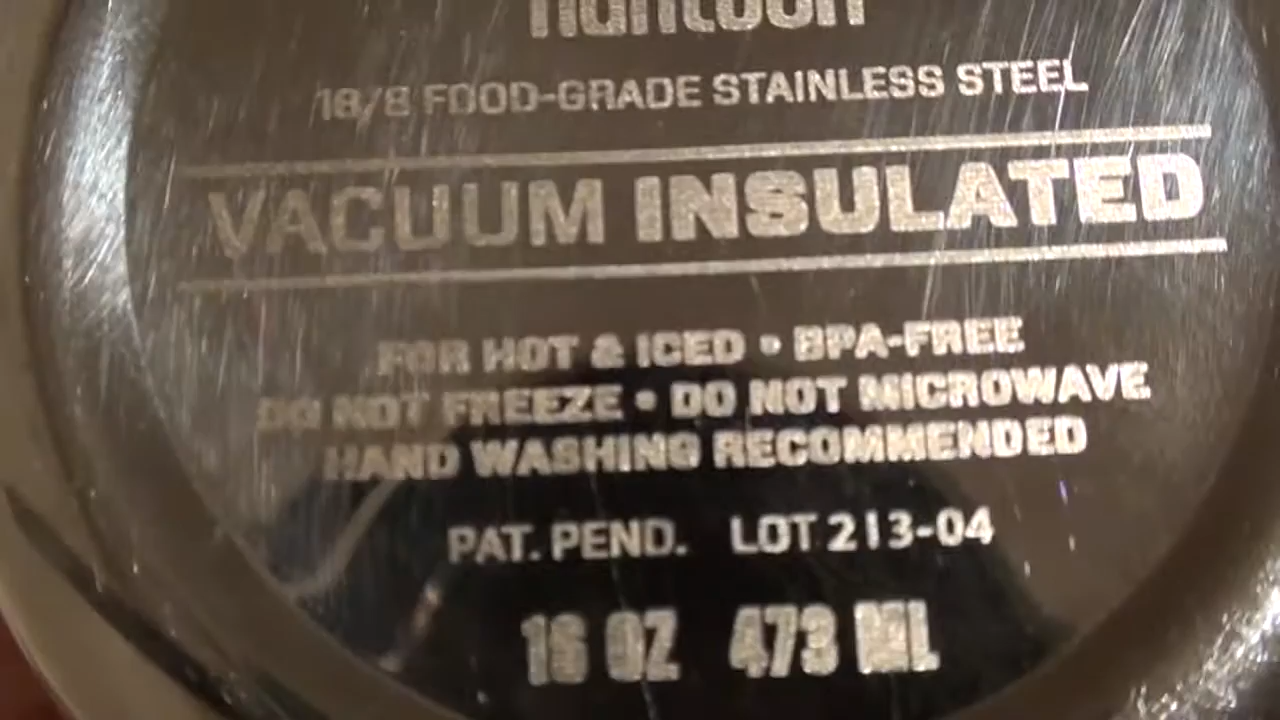 18/8 FOOD-GRADE STAINLESS STEEL
VACUUM INSULATED
FOR HOT & ICED • BPA-FREE
DO NOT FREEZE • DO NOT MICROWAVE
HAND WASHING RECOMMENDED
PAT. PEND. LOT 213-04
16 OZ 473 ML